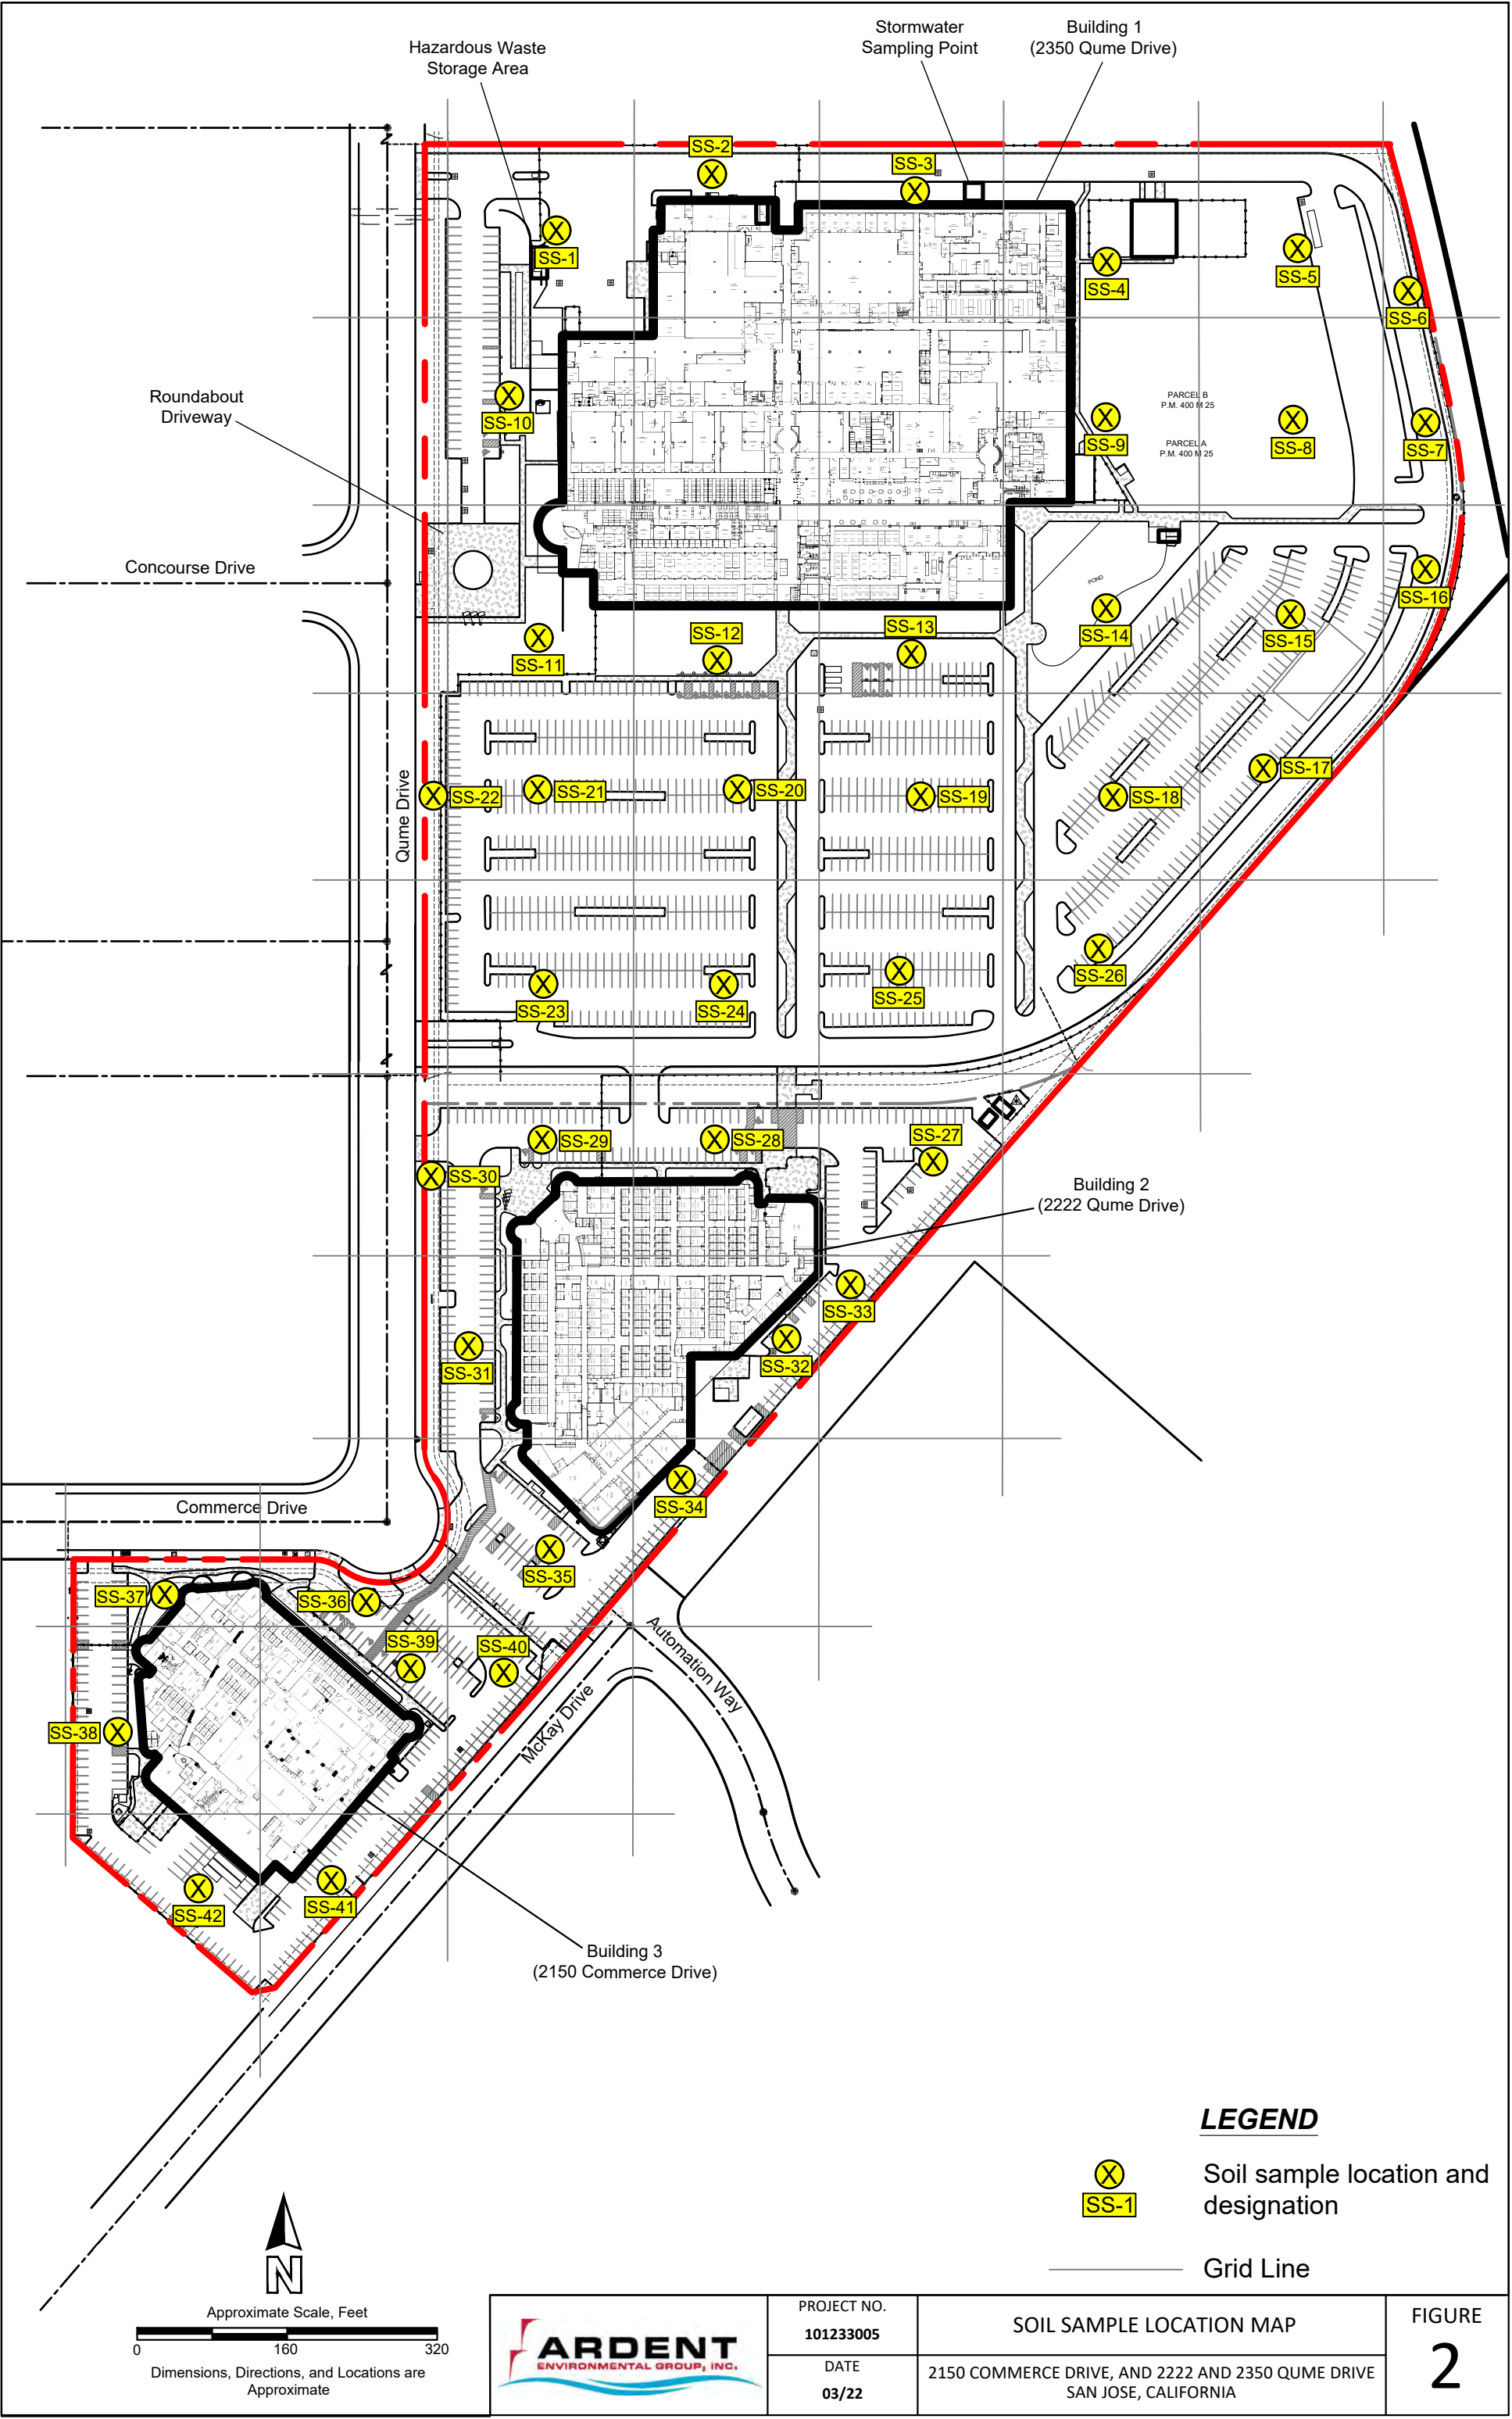 Hazardous Waste
Storage Area
Stormwater
Sampling Point
Building 1
(2350 Qume Drive)
SS-2
SS-3
SS-1
SS-4
SS-5
SS-6
Roundabout
Driveway
SS-10
PARCEL B
P.M. 400 M 25
PARCEL A
P.M. 400 M 25
SS-9
SS-8
SS-7
Concourse Drive
POND
SS-16
SS-11
SS-12
SS-13
SS-14
SS-15
Qume Drive
SS-22
SS-21
SS-20
SS-19
SS-18
SS-17
SS-23
SS-24
SS-25
SS-26
SS-29
SS-28
SS-27
SS-30
Building 2
(2222 Qume Drive)
SS-33
SS-32
SS-31
SS-34
Commerce Drive
SS-35
SS-37
SS-36
SS-39
SS-40
Automation Way
McKay Drive
SS-38
SS-42
SS-41
Building 3
(2150 Commerce Drive)
LEGEND
X
SS-1
Soil sample location and
designation
Grid Line
N
Approximate Scale, Feet
0 160 320
Dimensions, Directions, and Locations are
Approximate
ARDENT
ENVIRONMENTAL GROUP, INC.
PROJECT NO.
101233005
DATE
03/22
SOIL SAMPLE LOCATION MAP
2150 COMMERCE DRIVE, AND 2222 AND 2350 QUME DRIVE
SAN JOSE, CALIFORNIA
FIGURE
2